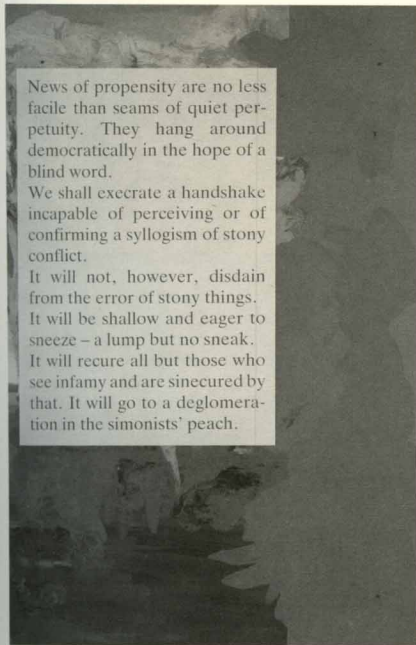 News of propensity are no less
facile than seams of quiet per-
petuity. They hang around
democratically in the hope of a
blind word.
We shall execrate a handshake
incapable of perceiving or of
confirming a syllogism of stony
conflict.
It will not, however, disdain
from the error of stony things.
It will be shallow and eager to
sneeze – a lump but no sneak.
It will recure all but those who
see infamy and are sinecured by
that. It will go to a deglomera-
tion in the simonists' peach.